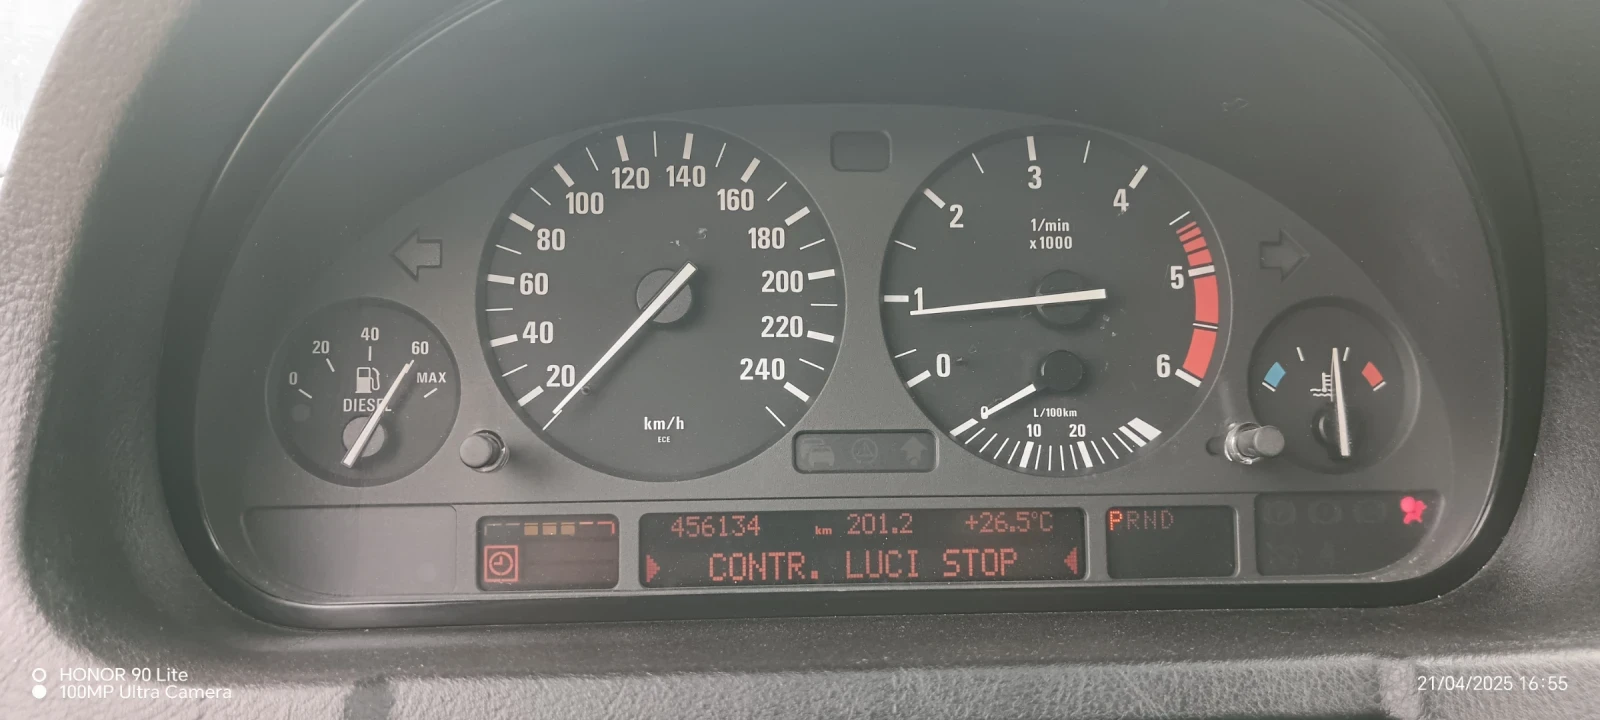 0 20 40 60 MAX
DIESEL
20 40 60 80 100 120 140 160 180 200 220 240
km/h
ECE
0 1 2 3 4 5 6
1/min
x1000
0 10 20
L/100km
456134 km 201.2 +26.5°C
CONTR. LUCI STOP
PRND
HONOR 90 Lite
100MP Ultra Camera
21/04/2025 16:55